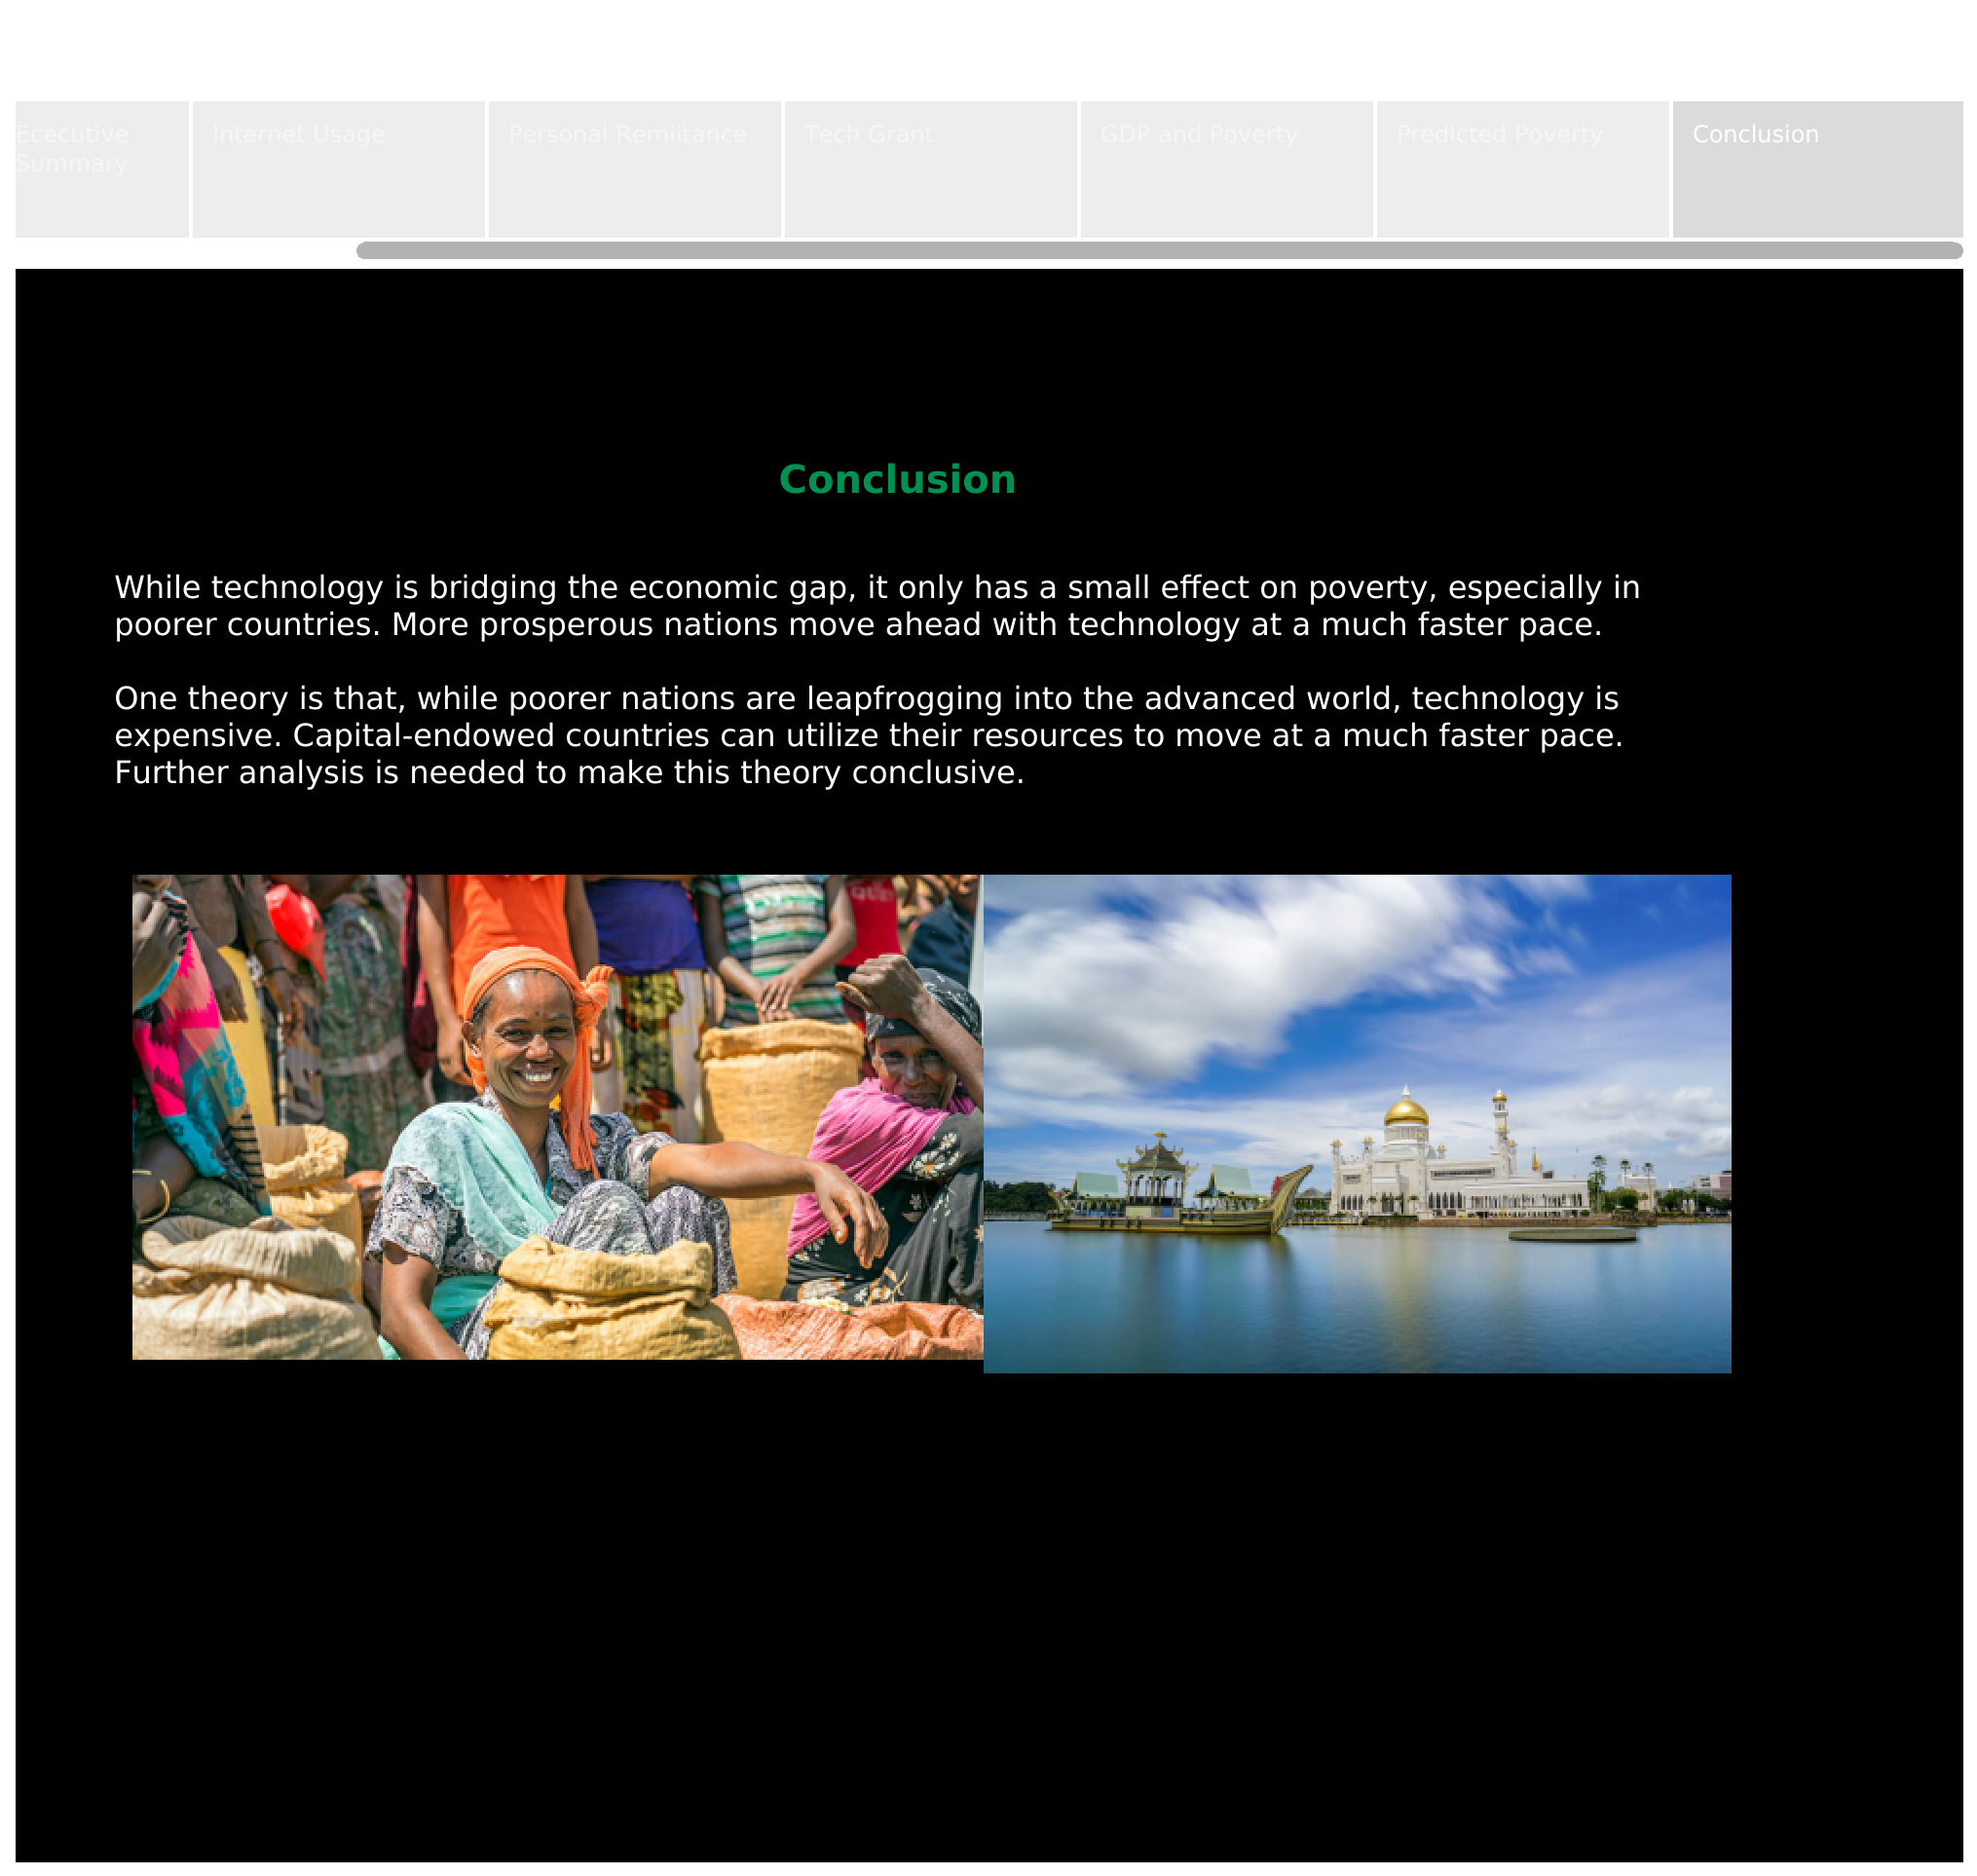 Ececutive
Summary
Internet Usage
Personal Remiitance
Tech Grant
GDP and Poverty
Predicted Poverty
Conclusion
Conclusion
While technology is bridging the economic gap, it only has a small effect on poverty, especially in
poorer countries. More prosperous nations move ahead with technology at a much faster pace.
One theory is that, while poorer nations are leapfrogging into the advanced world, technology is
expensive. Capital-endowed countries can utilize their resources to move at a much faster pace.
Further analysis is needed to make this theory conclusive.